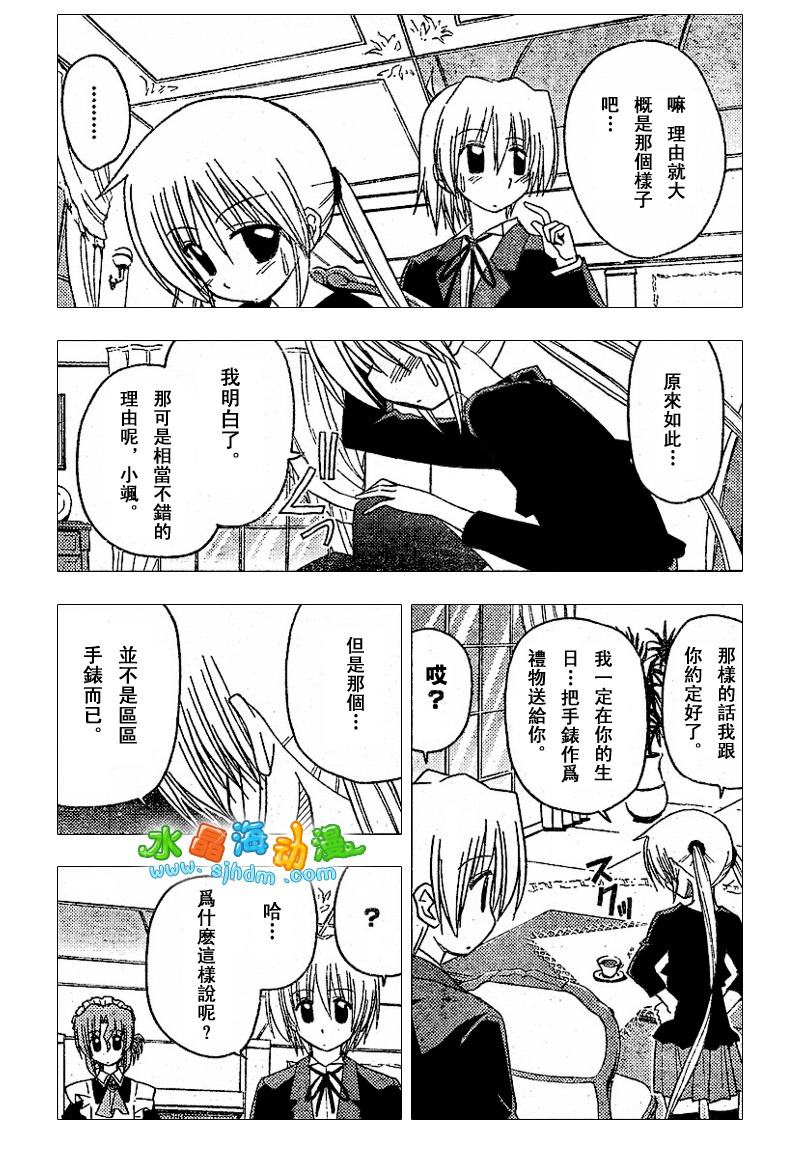 嘛 理由就大
概是那個樣子
吧…
………
原來如此…
我明白了。
那可是相當不錯的
理由呢，小颯。
那樣的話我跟
你約定好了。
我一定在你的生
日…把手錶作爲
禮物送給你。
哎？
スクッ
但是那個…
並不是區區
手錶而已。
水晶海动漫
www.sjhdm.com
？
哈…
爲什麽這樣說呢？